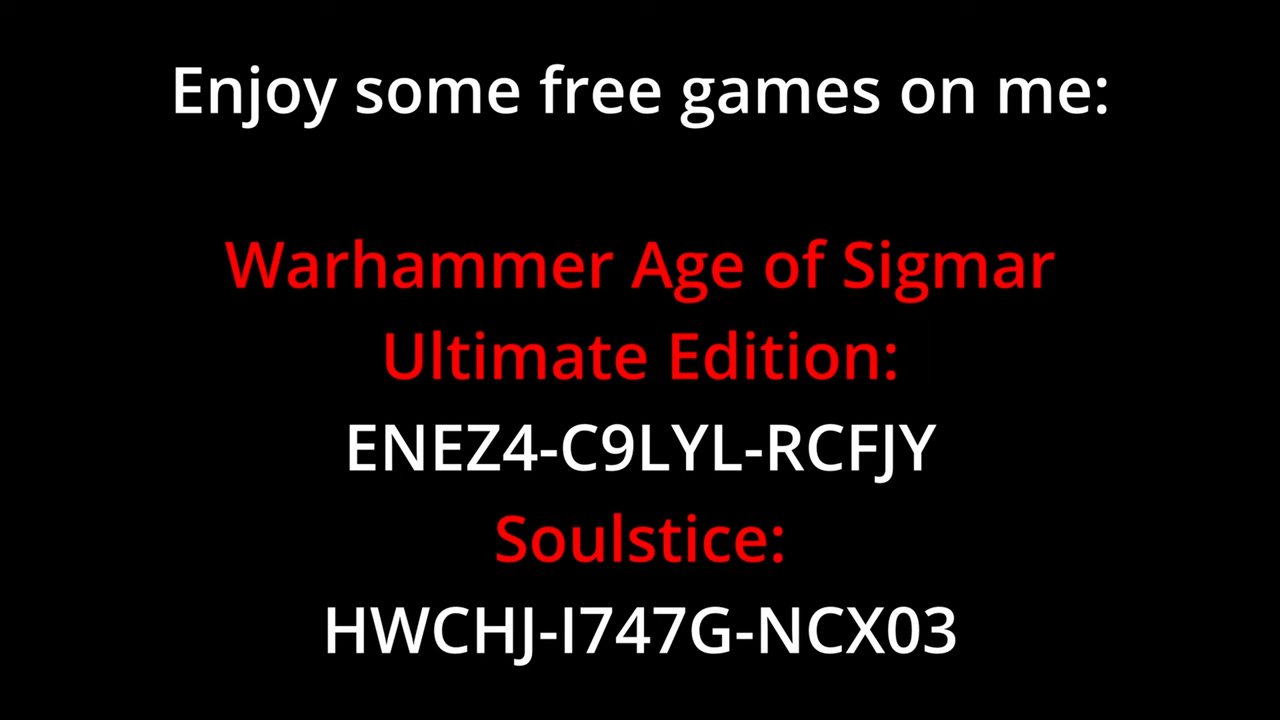 Enjoy some free games on me:
Warhammer Age of Sigmar
Ultimate Edition:
ENEZ4-C9LYL-RCFJY
Soulstice:
HWCHJ-I747G-NCX03